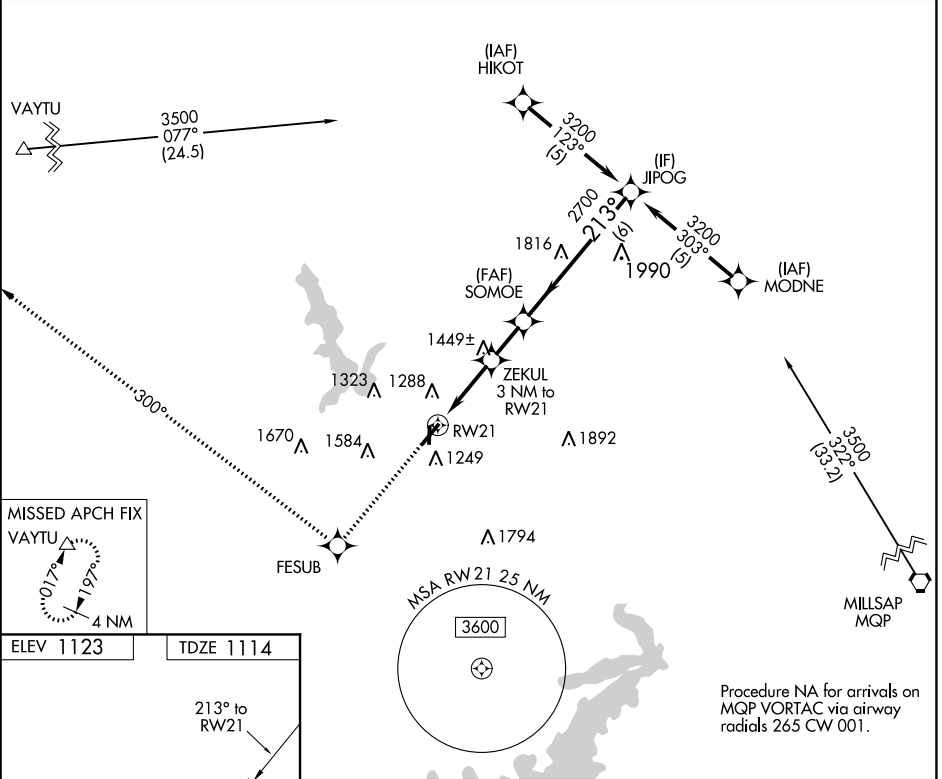 (IAF)
HIKOT
VAYTU
3500
077°
(24.5)
3200
123°
(5)
(IF)
JIPOG
2700
213°
(6)
3200
303°
(5)
1816
1990
(IAF)
MODNE
(FAF)
SOMOE
1449±
ZEKUL
3 NM to
RW21
1323
1288
300°
RW21
1670
1584
1892
1249
3500
322°
(33.2)
MISSED APCH FIX
VAYTU
017°
197°
4 NM
FESUB
1794
MSA RW21 25 NM
3600
MILLSAP
MQP
ELEV 1123
TDZE 1114
213° to
RW21
Procedure NA for arrivals on
MQP VORTAC via airway
radials 265 CW 001.